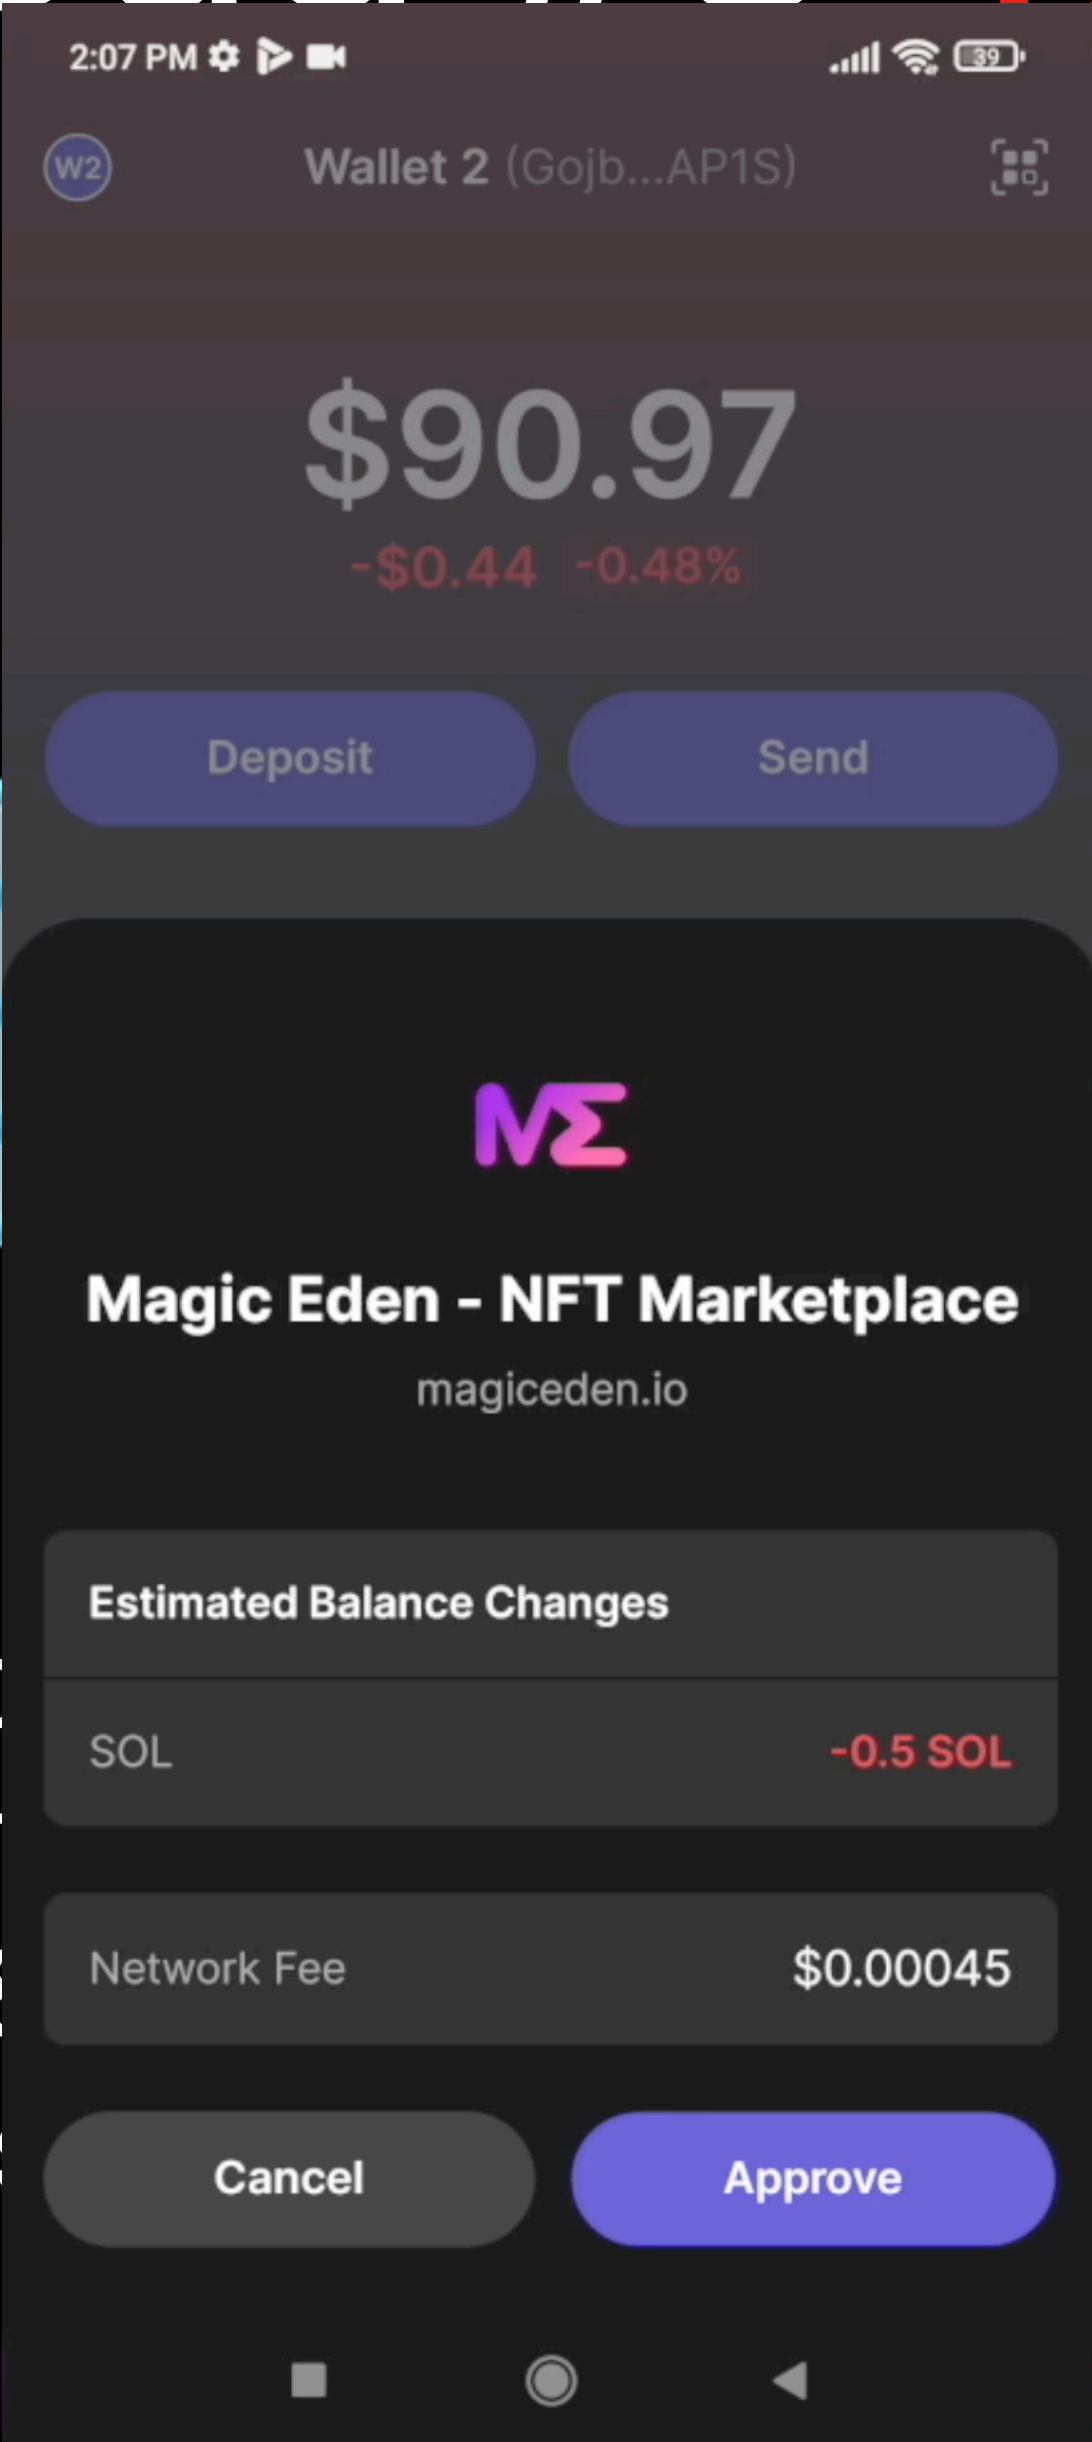 2:07 PM 39
W2 Wallet 2 (Gojb...AP1S)
$90.97
-$0.44 -0.48%
Deposit Send
ME
Magic Eden - NFT Marketplace
magiceden.io
Estimated Balance Changes
SOL -0.5 SOL
Network Fee $0.00045
Cancel Approve